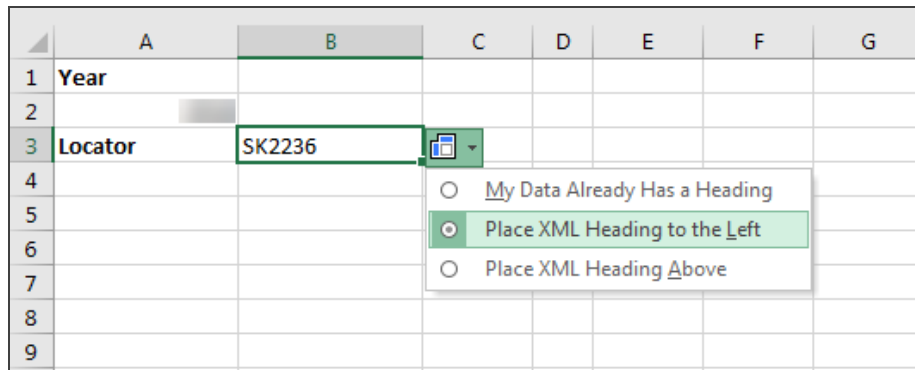 A B C D E F G
1 Year
2
3 Locator SK2236
4 My Data Already Has a Heading
5 Place XML Heading to the Left
6 Place XML Heading Above
7
8
9